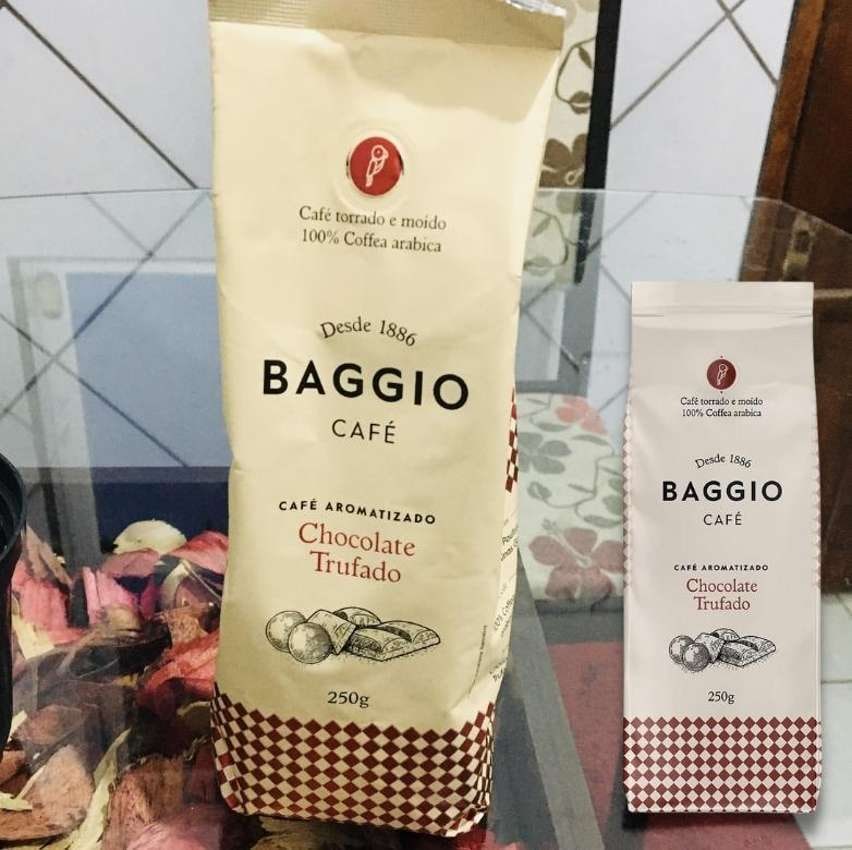 Café torrado e moído
100% Coffea arabica
Desde 1886
BAGGIO
CAFÉ
CAFÉ AROMATIZADO
Chocolate
Trufado
250g
Café torrado e moído
100% Coffea arabica
Desde 1886
BAGGIO
CAFÉ
CAFÉ AROMATIZADO
Chocolate
Trufado
250g